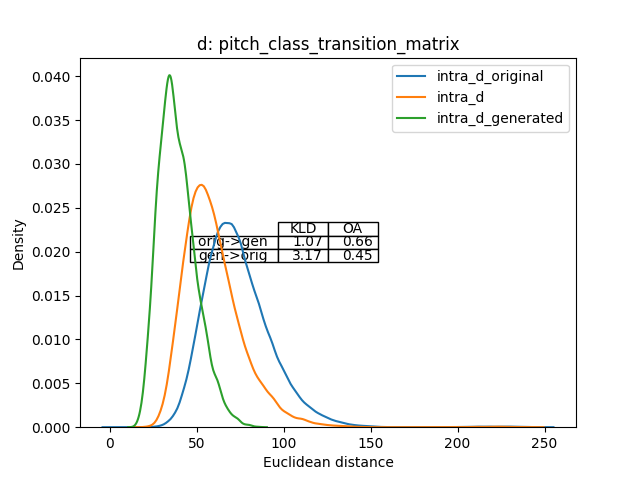 d: pitch_class_transition_matrix
intra_d_original
intra_d
intra_d_generated
0.040
0.035
0.030
0.025
0.020
0.015
0.010
0.005
0.000
Density
KLD OA
orig->gen 1.07 0.66
gen->orig 3.17 0.45
0 50 100 150 200 250
Euclidean distance